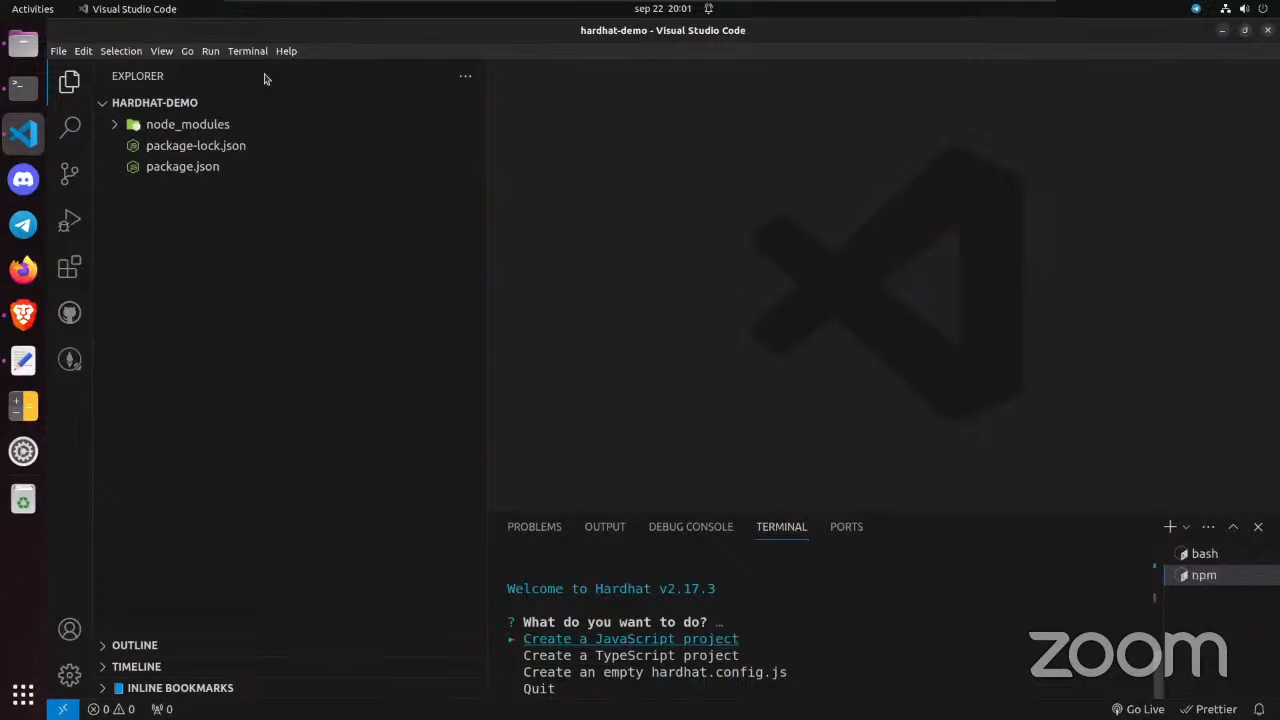 Activities
Visual Studio Code
sep 22 20:01
hardhat-demo - Visual Studio Code
File Edit Selection View Go Run Terminal Help
EXPLORER
HARDHAT-DEMO
node_modules
package-lock.json
package.json
OUTLINE
TIMELINE
INLINE BOOKMARKS
PROBLEMS OUTPUT DEBUG CONSOLE TERMINAL PORTS
bash
npm
Welcome to Hardhat v2.17.3
? What do you want to do? …
▸ Create a JavaScript project
Create a TypeScript project
Create an empty hardhat.config.js
Quit
zoom
0 0 0
Go Live Prettier